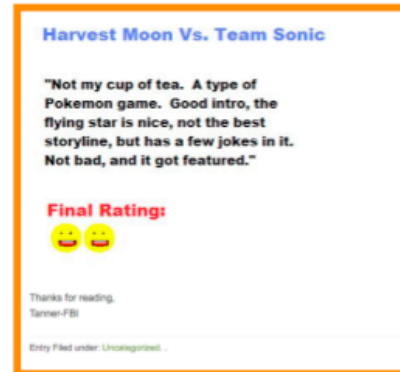 Harvest Moon Vs. Team Sonic
"Not my cup of tea. A type of
Pokemon game. Good intro, the
flying star is nice, not the best
storyline, but has a few jokes in it.
Not bad, and it got featured."
Final Rating:
Thanks for reading,
Tanner-FBI
Entry Filed under: Uncategorized. .